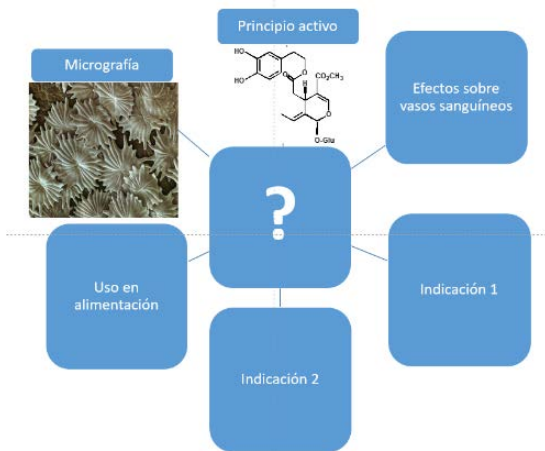 Principio activo
Micrografía
HO
HO
O
O
CO₂CH₃
H
O
O-Glu
Efectos sobre
vasos sanguíneos
?
Uso en
alimentación
Indicación 1
Indicación 2